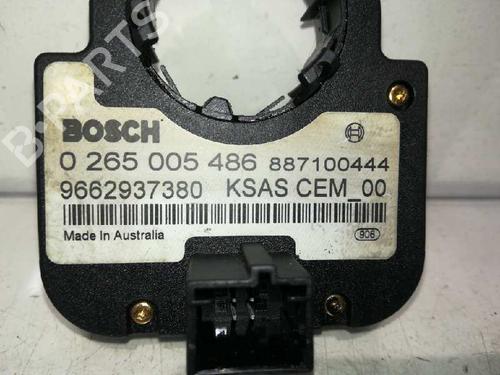 B-PARTS
BOSCH
0 265 005 486 887100444
9662937380 KSAS CEM_00
Made In Australia
906